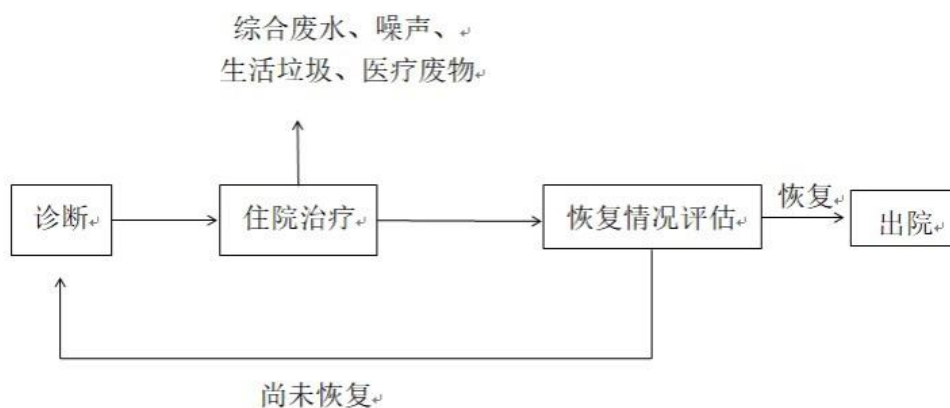 综合废水、噪声、
生活垃圾、医疗废物
诊断
住院治疗
恢复情况评估
恢复
出院
尚未恢复